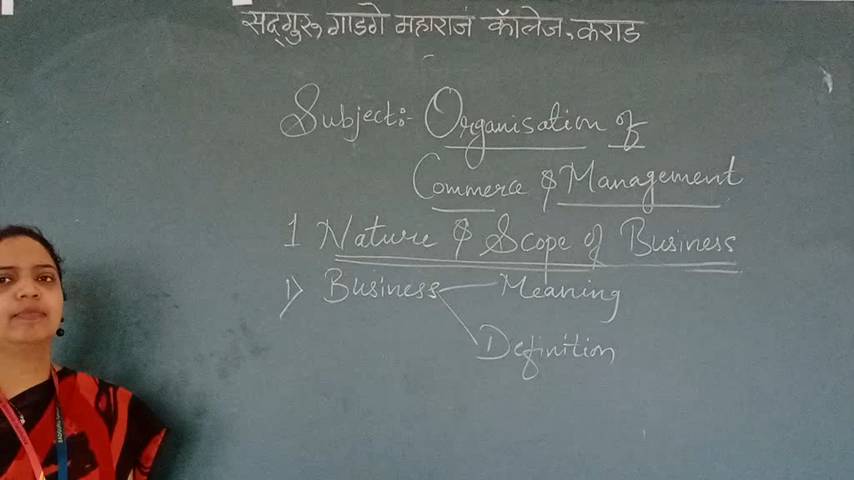 सद्गुरु गाडगे महाराज कॉलेज, कराड
Subject:- Organisation of
Commerce & Management
1 Nature & Scope of Business
1) Business Meaning
Definition